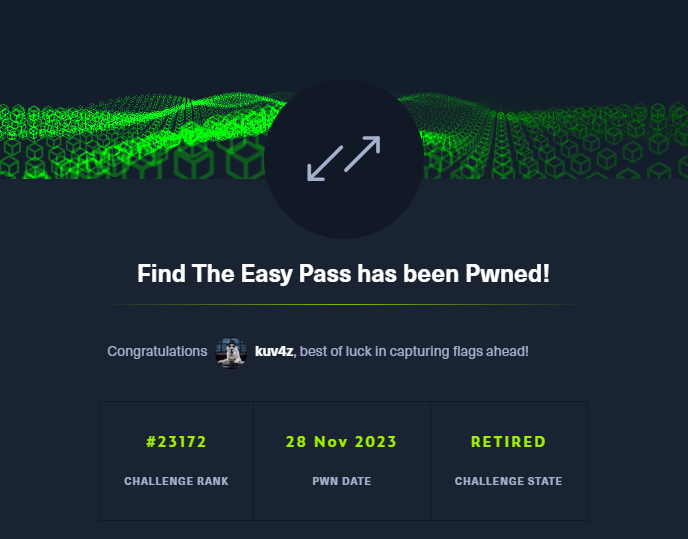 Find The Easy Pass has been Pwned!
Congratulations kuv4z, best of luck in capturing flags ahead!
#23172 28 Nov 2023 RETIRED
CHALLENGE RANK PWN DATE CHALLENGE STATE